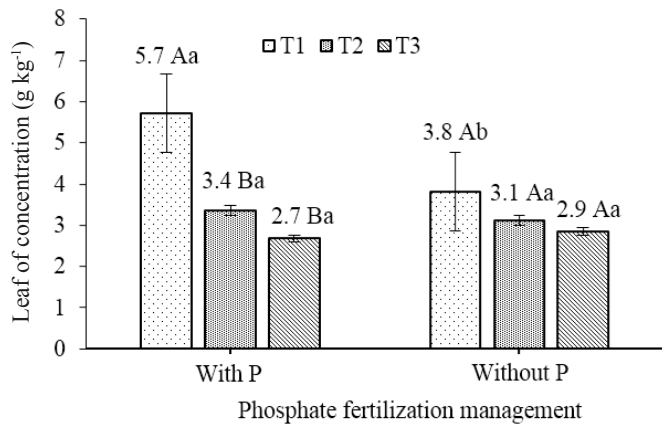 8
7
6
5
4
3
2
1
0
Leaf of concentration (g kg-1)
T1 T2 T3
5.7 Aa
3.4 Ba
2.7 Ba
3.8 Ab
3.1 Aa
2.9 Aa
With P
Without P
Phosphate fertilization management